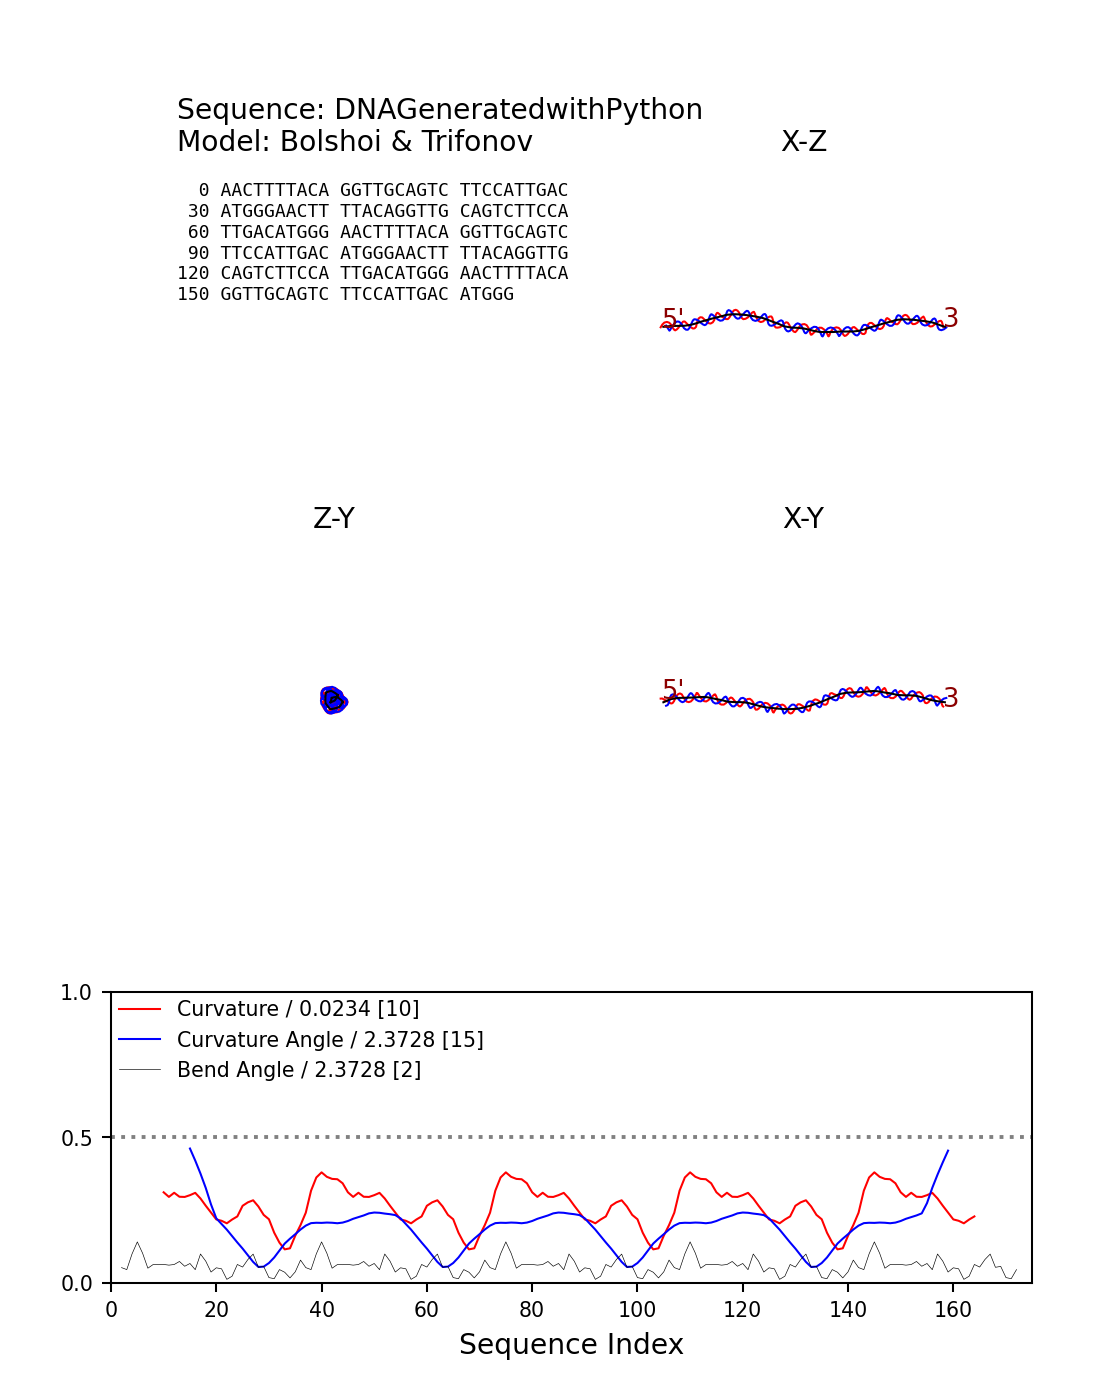 Sequence: DNAGeneratedwithPython
Model: Bolshoi & Trifonov
X-Z
0 AACTTTTACA GGTTGCAGTC TTCCATTGAC
30 ATGGGAACTT TTACAGGTTG CAGTCTTCCA
60 TTGACATGGG AACTTTTACA GGTTGCAGTC
90 TTCCATTGAC ATGGGAACTT TTACAGGTTG
120 CAGTCTTCCA TTGACATGGG AACTTTTACA
150 GGTTGCAGTC TTCCATTGAC ATGGG
5' 3
Z-Y
X-Y
5' 3
1.0
0.5
0.0
Curvature / 0.0234 [10]
Curvature Angle / 2.3728 [15]
Bend Angle / 2.3728 [2]
0 20 40 60 80 100 120 140 160
Sequence Index